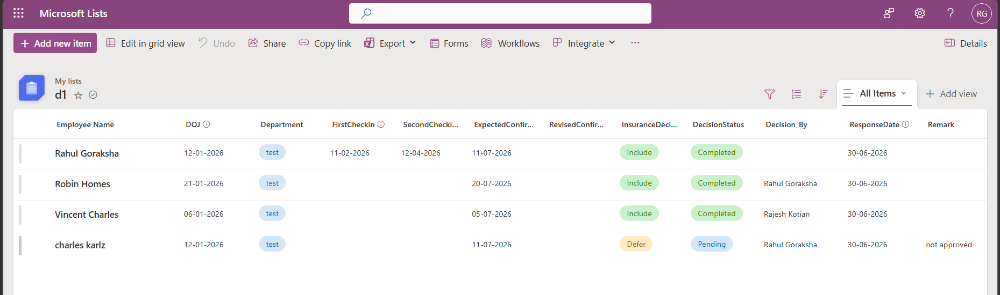 Microsoft Lists
RG
Add new item Edit in grid view Undo Share Copy link Export Forms Workflows Integrate ... Details
My lists
d1
All Items Add view
Employee Name DOJ Department FirstCheckin SecondChecki... ExpectedConfir... RevisedConfir... InsuranceDeci... DecisionStatus Decision_By ResponseDate Remark
Rahul Goraksha 12-01-2026 test 11-02-2026 12-04-2026 11-07-2026 Include Completed 30-06-2026
Robin Homes 21-01-2026 test 20-07-2026 Include Completed Rahul Goraksha 30-06-2026
Vincent Charles 06-01-2026 test 05-07-2026 Include Completed Rajesh Kotian 30-06-2026
charles karlz 12-01-2026 test 11-07-2026 Defer Pending Rahul Goraksha 30-06-2026 not approved